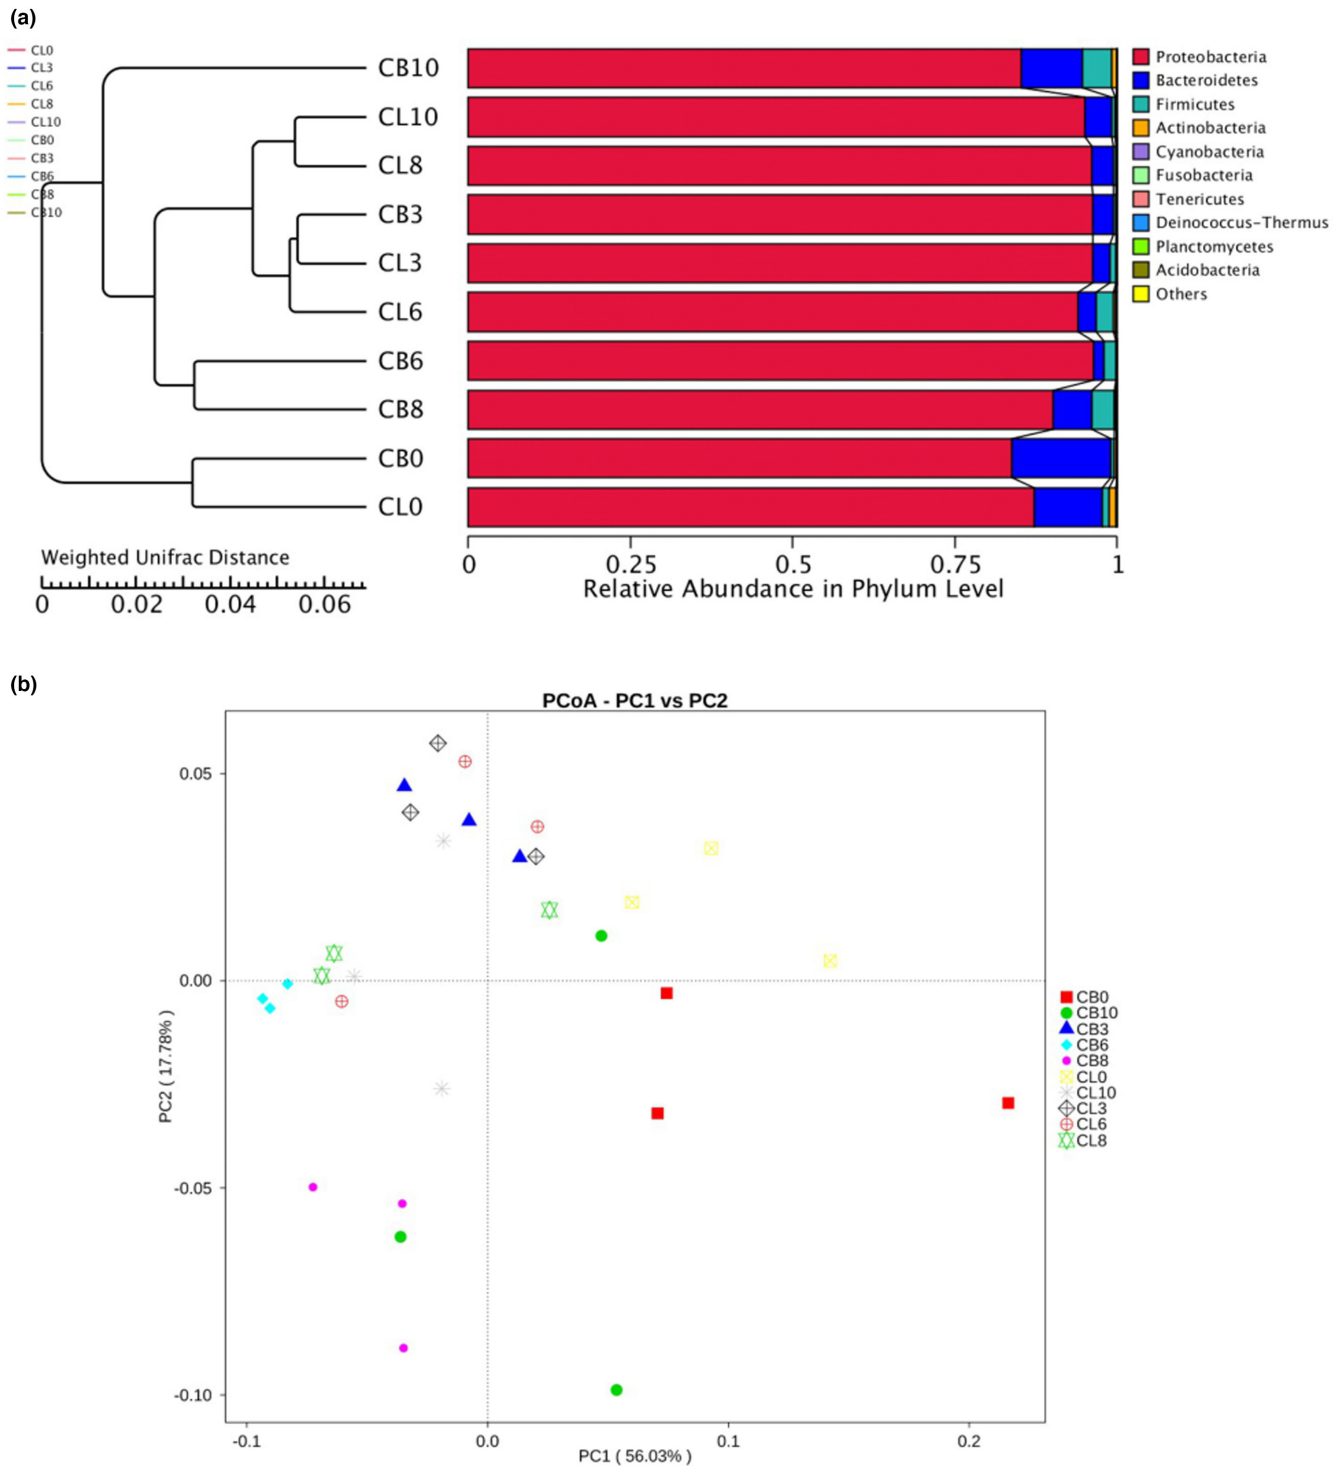 (a)
CL0
CL3
CL6
CL8
CL10
CB0
CB3
CB6
CB8
CB10
CB10
CL10
CL8
CB3
CL3
CL6
CB6
CB8
CB0
CL0
Proteobacteria
Bacteroidetes
Firmicutes
Actinobacteria
Cyanobacteria
Fusobacteria
Tenericutes
Deinococcus-Thermus
Planctomycetes
Acidobacteria
Others
Weighted Unifrac Distance
0 0.02 0.04 0.06
0 0.25 0.5 0.75 1
Relative Abundance in Phylum Level
(b)
PCoA - PC1 vs PC2
0.05
0.00
-0.05
-0.10
PC2 ( 17.78% )
-0.1 0.0 0.1 0.2
PC1 ( 56.03% )
CB0
CB10
CB3
CB6
CB8
CL0
CL10
CL3
CL6
CL8